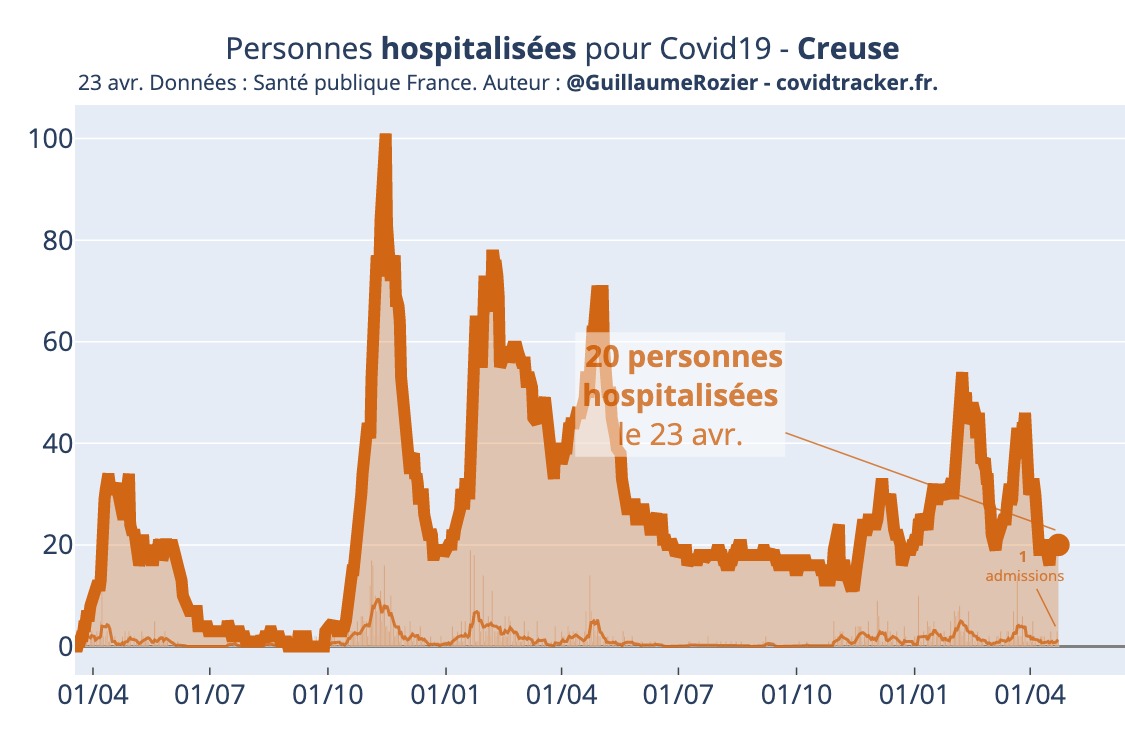 Personnes hospitalisées pour Covid19 - Creuse
23 avr. Données : Santé publique France. Auteur : @GuillaumeRozier - covidtracker.fr.
100
80
60
40
20
0
20 personnes
hospitalisées
le 23 avr.
1
admissions
01/04 01/07 01/10 01/01 01/04 01/07 01/10 01/01 01/04